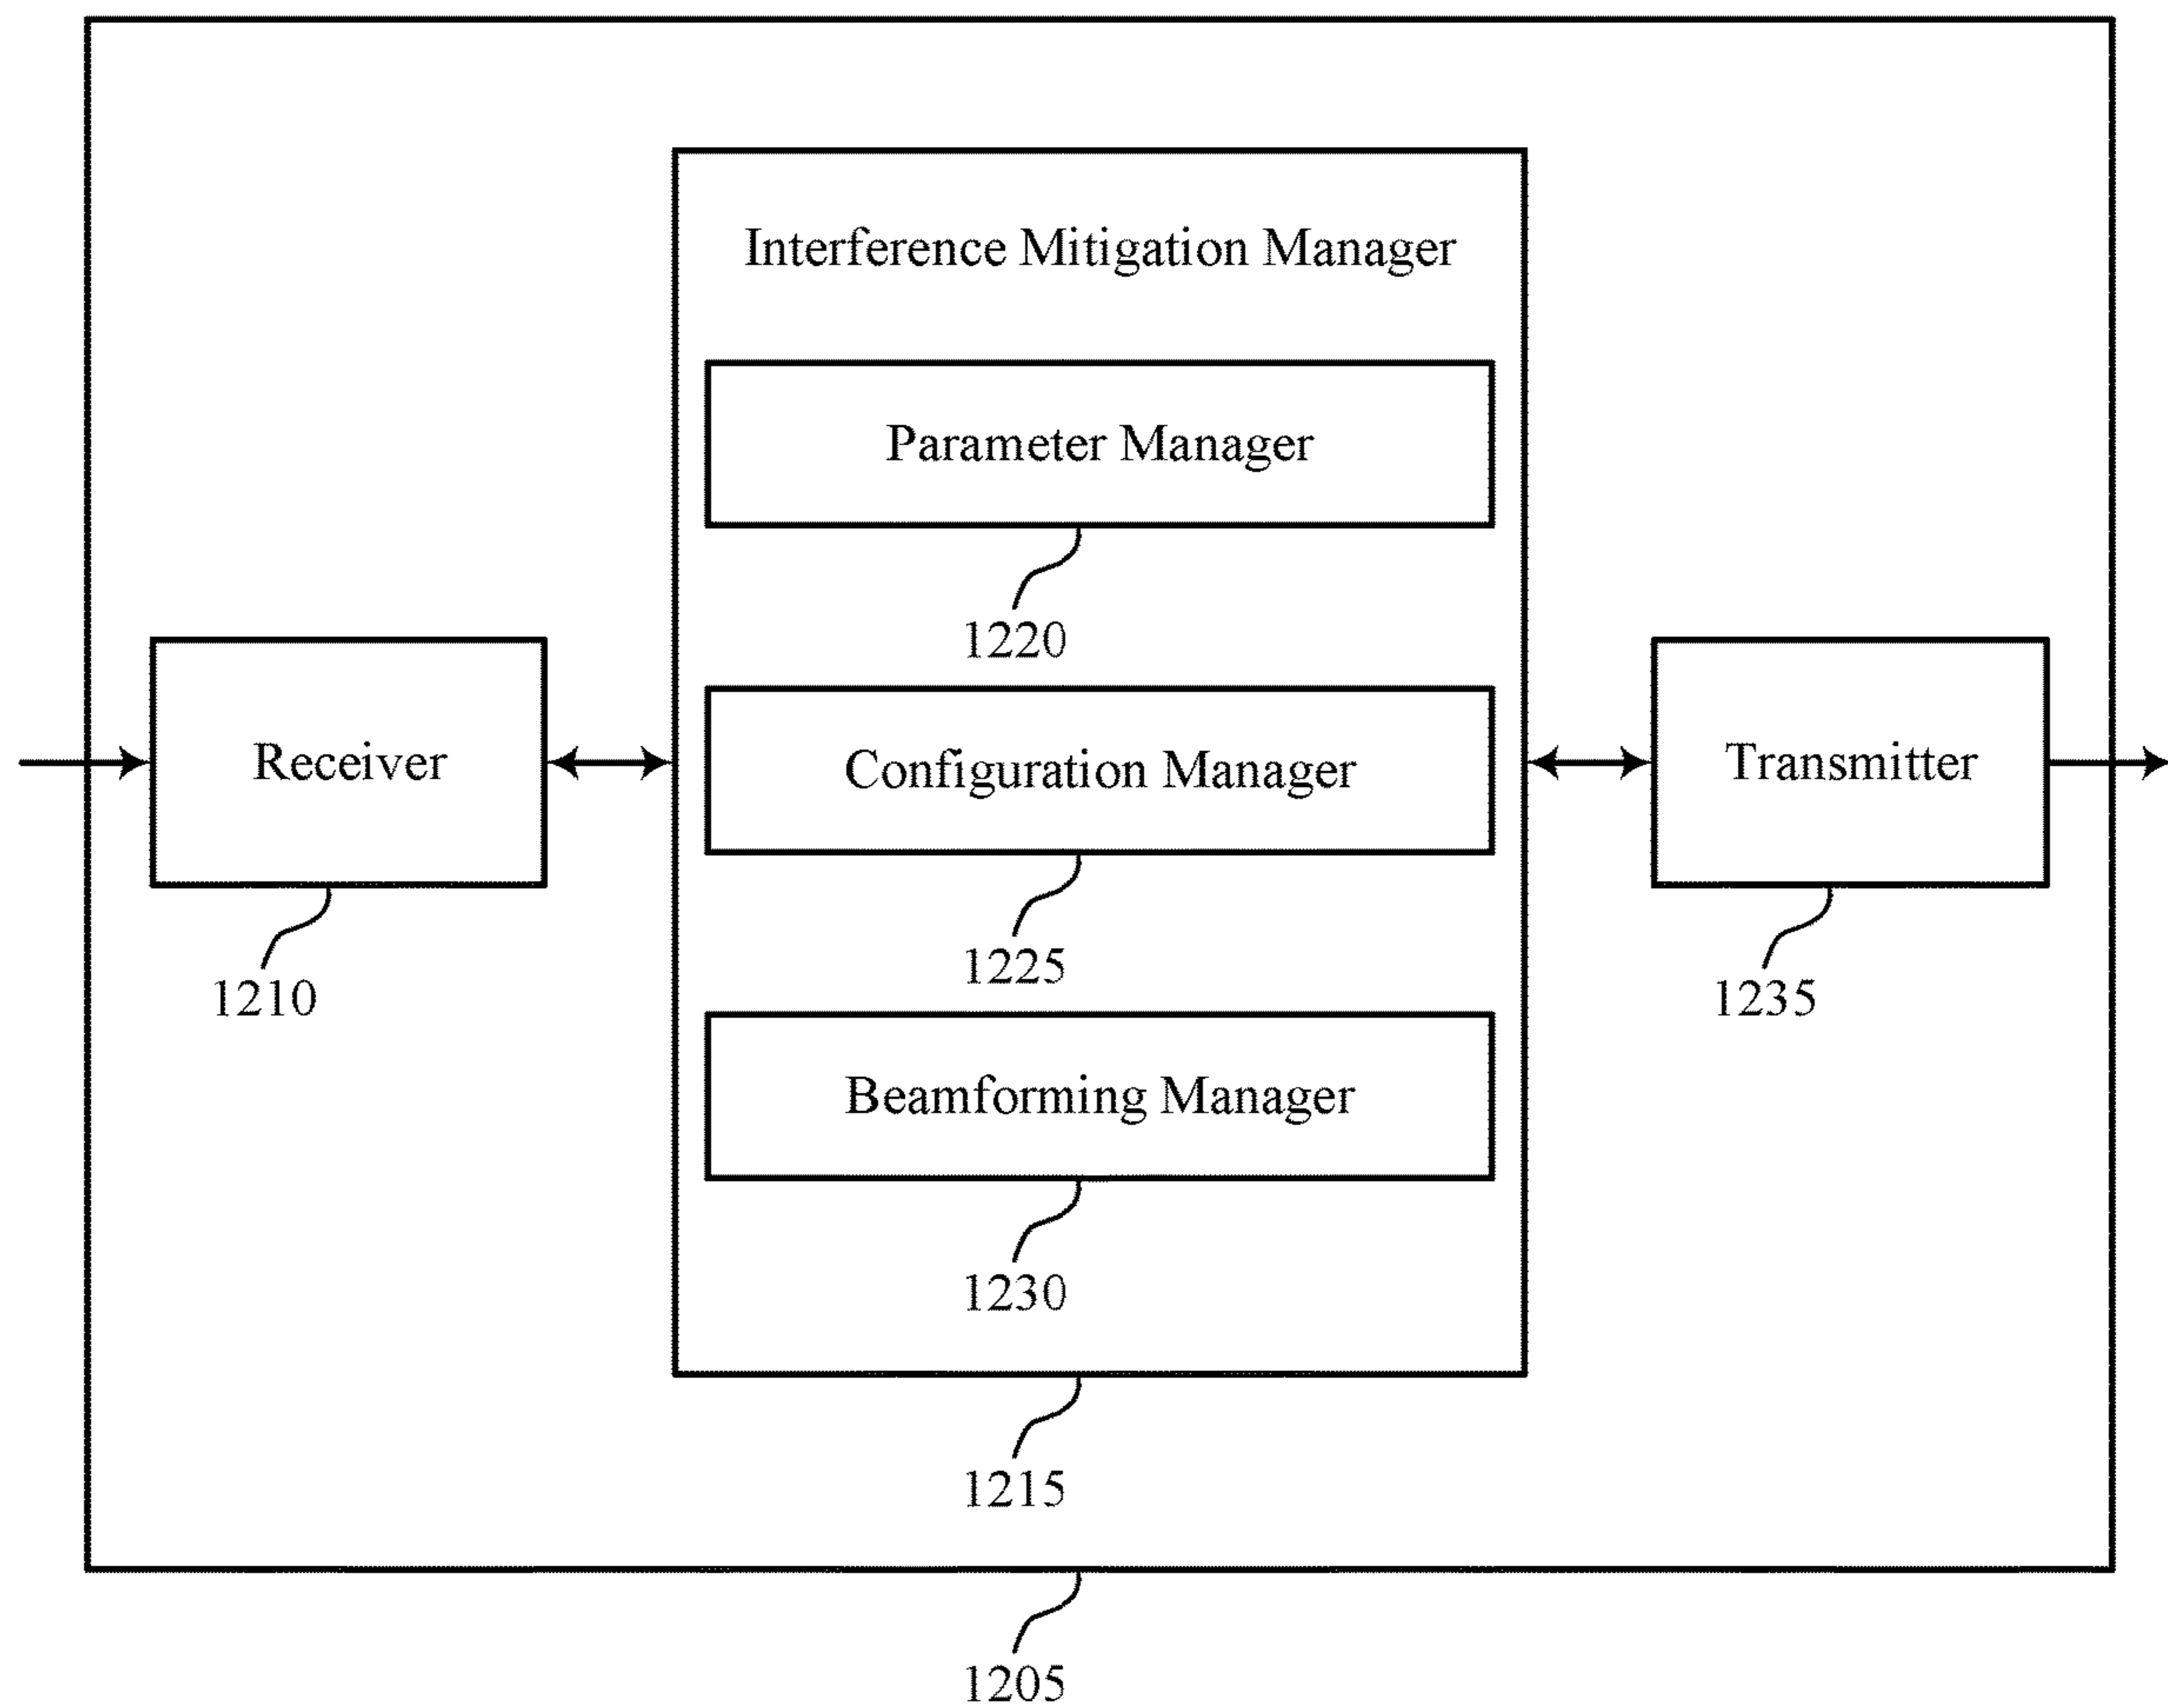 Interference Mitigation Manager
Parameter Manager
1220
Receiver
1210
Configuration Manager
1225
Transmitter
1235
Beamforming Manager
1230
1215
1205